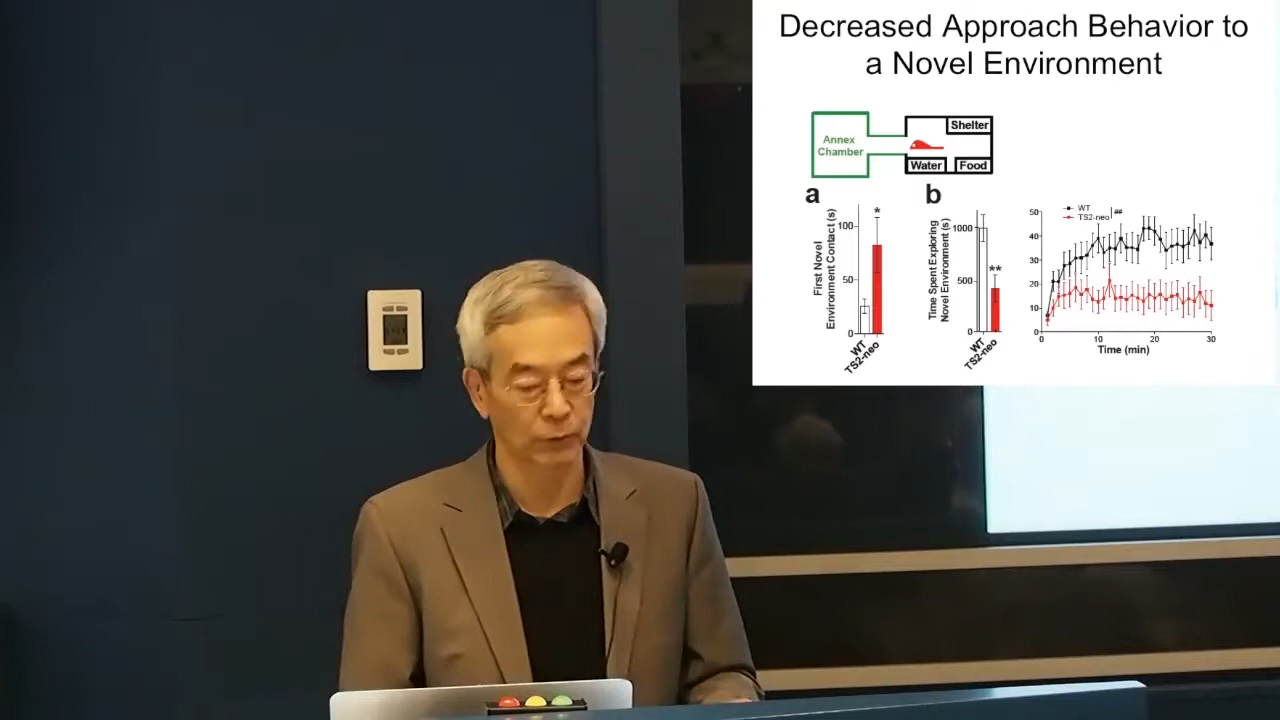 Decreased Approach Behavior to
a Novel Environment
Annex
Chamber
Shelter
Water
Food
a
First Novel
Environment Contact (s)
100
50
0
*
WT
TS2-neo
b
Time Spent Exploring
Novel Environment (s)
1000
500
0
**
WT
TS2-neo
WT
TS2-neo
##
50
40
30
20
10
0
0
10
20
30
Time (min)